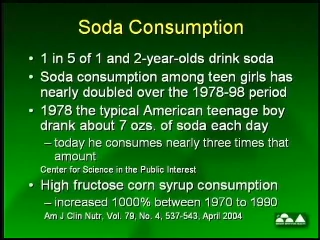 Soda Consumption
• 1 in 5 of 1 and 2-year-olds drink soda
• Soda consumption among teen girls has
nearly doubled over the 1978-98 period
• 1978 the typical American teenage boy
drank about 7 ozs. of soda each day
– today he consumes nearly three times that
amount
Center for Science in the Public Interest
• High fructose corn syrup consumption
– increased 1000% between 1970 to 1990
Am J Clin Nutr, Vol. 79, No. 4, 537-543, April 2004